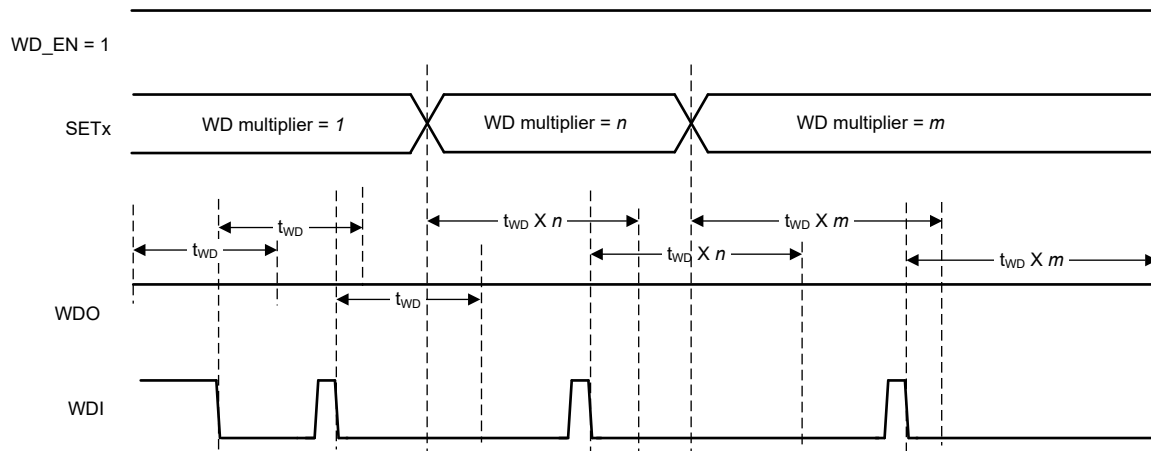 WD_EN = 1
SETx
WD multiplier = 1
WD multiplier = n
WD multiplier = m
tWD
tWD X n
tWD X m
tWD
tWD X n
tWD X m
WDO
tWD
WDI